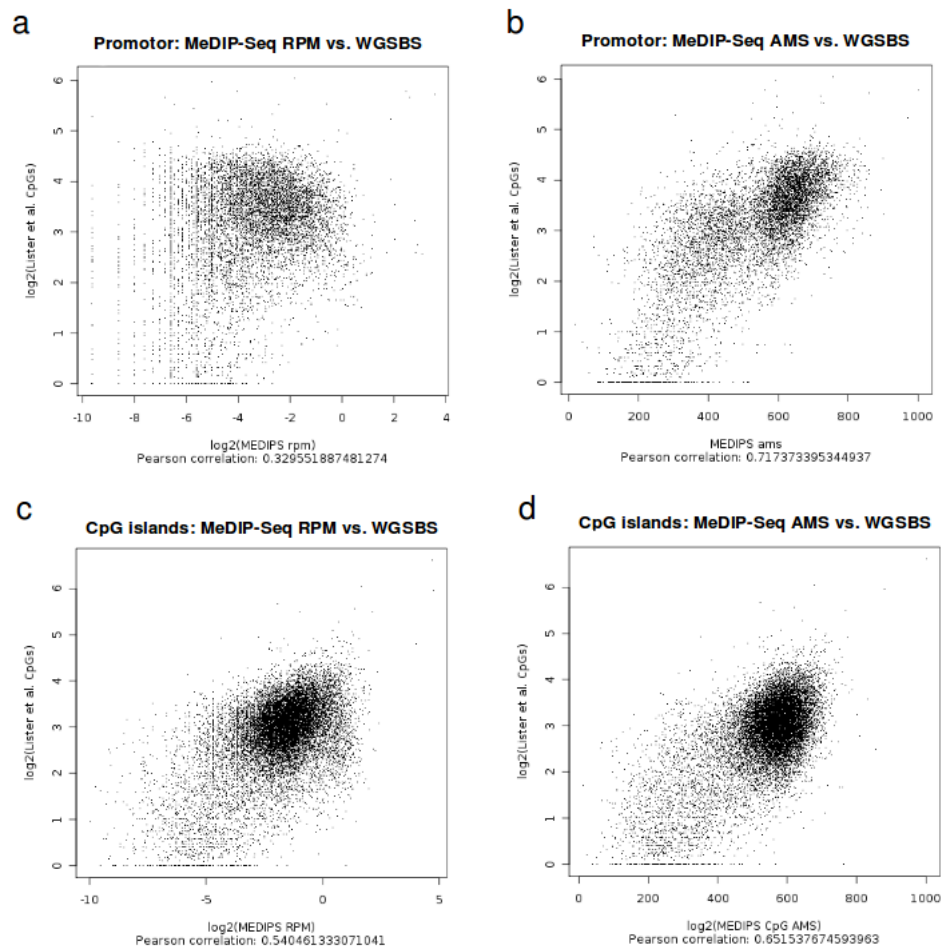 a
Promotor: MeDIP-Seq RPM vs. WGSBS
log2(Lister et al. CpGs)
6
5
4
3
2
1
0
-10 -8 -6 -4 -2 0 2 4
log2(MEDIPS rpm)
Pearson correlation: 0.329551887481274
b
Promotor: MeDIP-Seq AMS vs. WGSBS
log2(Lister et al. CpGs)
6
5
4
3
2
1
0
0 200 400 600 800 1000
MEDIPS ams
Pearson correlation: 0.717373395344937
c
CpG islands: MeDIP-Seq RPM vs. WGSBS
log2(Lister et al. CpGs)
6
5
4
3
2
1
0
-10 -5 0 5
log2(MEDIPS RPM)
Pearson correlation: 0.540461333071041
d
CpG islands: MeDIP-Seq AMS vs. WGSBS
log2(Lister et al. CpGs)
6
5
4
3
2
1
0
0 200 400 600 800 1000
log2(MEDIPS CpG AMS)
Pearson correlation: 0.651537674593963